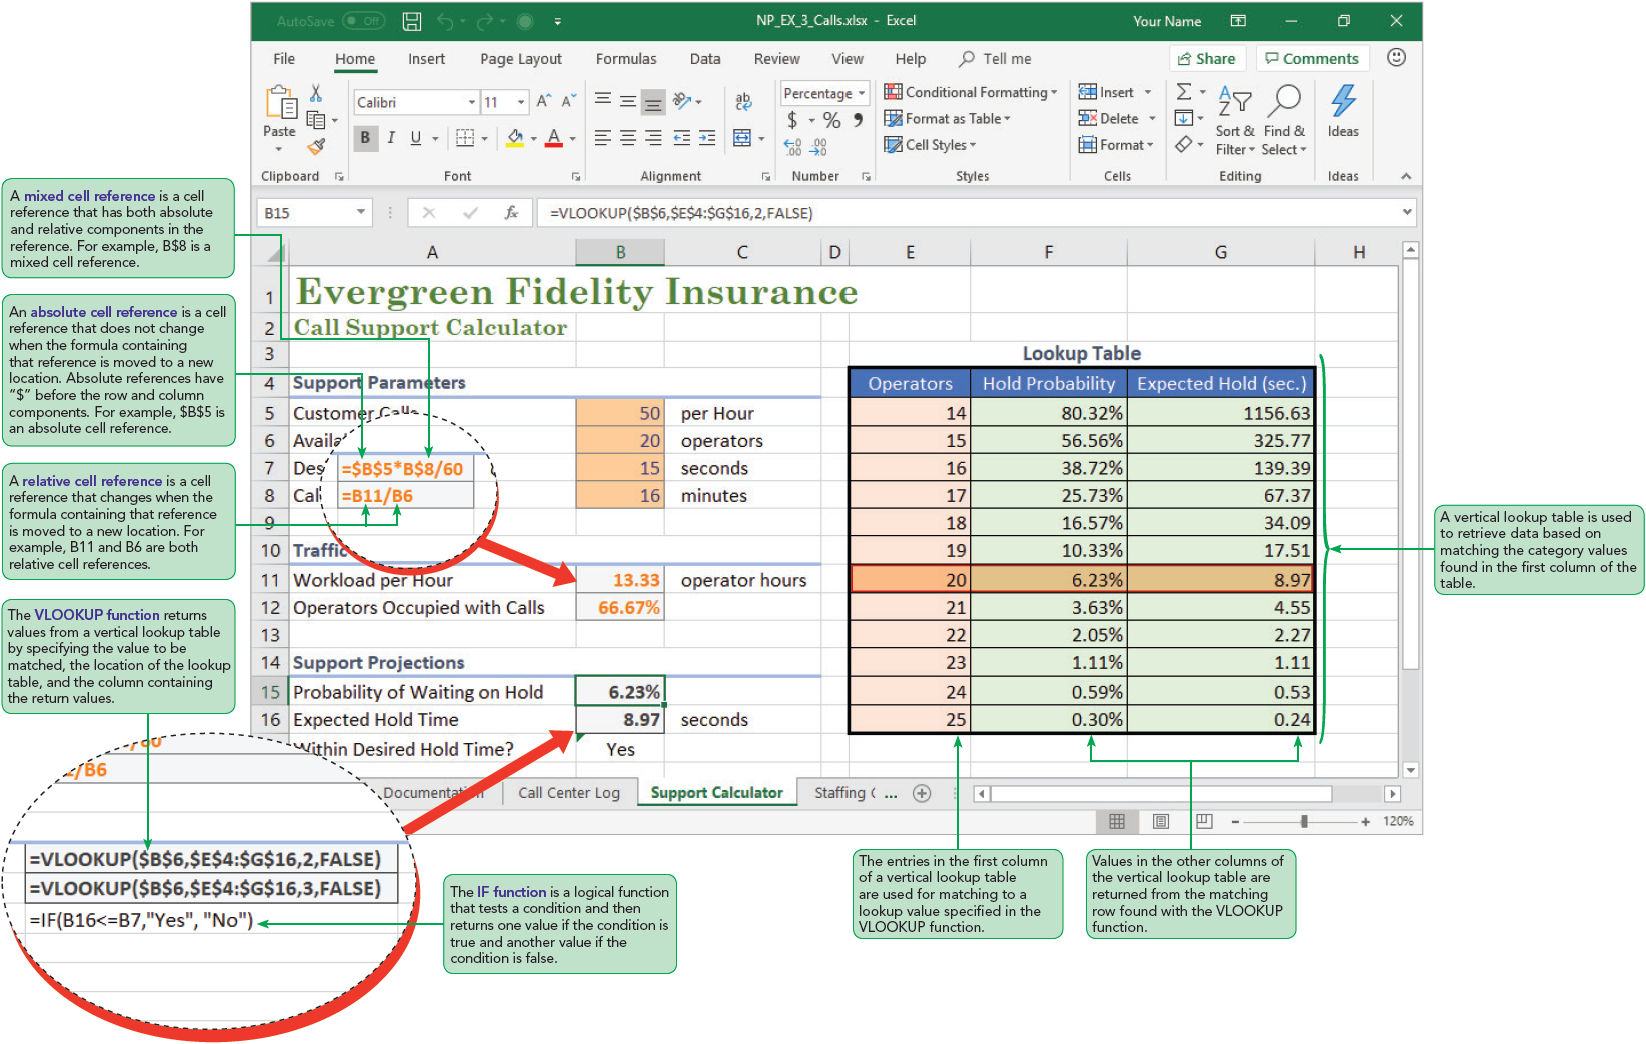 AutoSave Off
NP_EX_3_Calls.xlsx - Excel
Your Name
File Home Insert Page Layout Formulas Data Review View Help Tell me
Share Comments
Paste
Clipboard
Calibri 11
B I U
Font
ab
Alignment
Percentage
$ % 9
Number
Conditional Formatting
Format as Table
Cell Styles
Styles
Insert
Delete
Format
Cells
Sort & Filter
Find & Select
Editing
Ideas
Ideas
B15 fx =VLOOKUP($B$6,$E$4:$G$16,2,FALSE)
A B C D E F G H
1 Evergreen Fidelity Insurance
2 Call Support Calculator
3 Lookup Table
4 Support Parameters Operators Hold Probability Expected Hold (sec.)
5 Customer Calls 50 per Hour 14 80.32% 1156.63
6 Availa 20 operators 15 56.56% 325.77
7 Des 15 seconds 16 38.72% 139.39
8 Cal 16 minutes 17 25.73% 67.37
9 18 16.57% 34.09
10 Traffic 19 10.33% 17.51
11 Workload per Hour 13.33 operator hours 20 6.23% 8.97
12 Operators Occupied with Calls 66.67% 21 3.63% 4.55
13 22 2.05% 2.27
14 Support Projections 23 1.11% 1.11
15 Probability of Waiting on Hold 6.23% 24 0.59% 0.53
16 Expected Hold Time 8.97 seconds 25 0.30% 0.24
Within Desired Hold Time? Yes
=$B$5*B$8/60
=B11/B6
Documentation Call Center Log Support Calculator Staffing C ...
120%
A mixed cell reference is a cell
reference that has both absolute
and relative components in the
reference. For example, B$8 is a
mixed cell reference.
An absolute cell reference is a cell
reference that does not change
when the formula containing
that reference is moved to a new
location. Absolute references have
“$” before the row and column
components. For example, $B$5 is
an absolute cell reference.
A relative cell reference is a cell
reference that changes when the
formula containing that reference
is moved to a new location. For
example, B11 and B6 are both
relative cell references.
The VLOOKUP function returns
values from a vertical lookup table
by specifying the value to be
matched, the location of the lookup
table, and the column containing
the return values.
/B6
=VLOOKUP($B$6,$E$4:$G$16,2,FALSE)
=VLOOKUP($B$6,$E$4:$G$16,3,FALSE)
=IF(B16<=B7,"Yes", "No")
The IF function is a logical function
that tests a condition and then
returns one value if the condition is
true and another value if the
condition is false.
The entries in the first column
of a vertical lookup table
are used for matching to a
lookup value specified in the
VLOOKUP function.
Values in the other columns of
the vertical lookup table are
returned from the matching
row found with the VLOOKUP
function.
A vertical lookup table is used
to retrieve data based on
matching the category values
found in the first column of the
table.